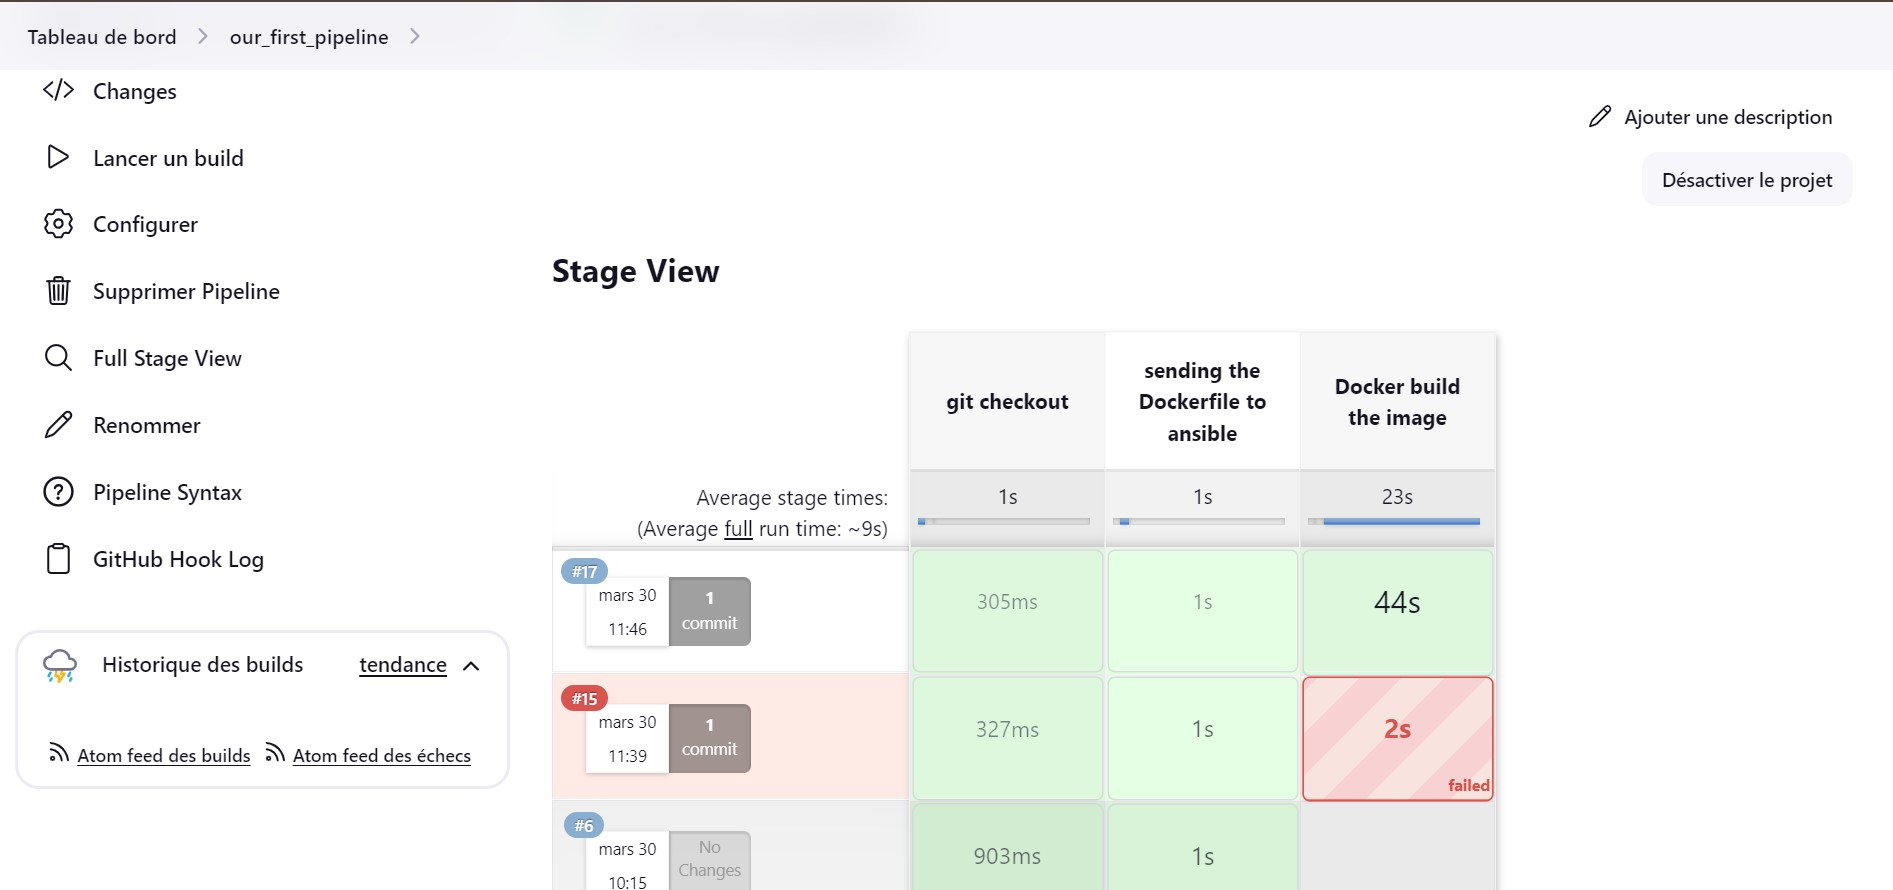 Tableau de bord
our_first_pipeline
Changes
Lancer un build
Configurer
Supprimer Pipeline
Full Stage View
Renommer
Pipeline Syntax
GitHub Hook Log
Historique des builds
tendance
Atom feed des builds
Atom feed des échecs
Ajouter une description
Désactiver le projet
Stage View
git checkout
sending the
Dockerfile to
ansible
Docker build
the image
Average stage times:
(Average full run time: ~9s)
1s
1s
23s
#17
mars 30
11:46
1
commit
305ms
1s
44s
#15
mars 30
11:39
1
commit
327ms
1s
2s
failed
#6
mars 30
10:15
No
Changes
903ms
1s